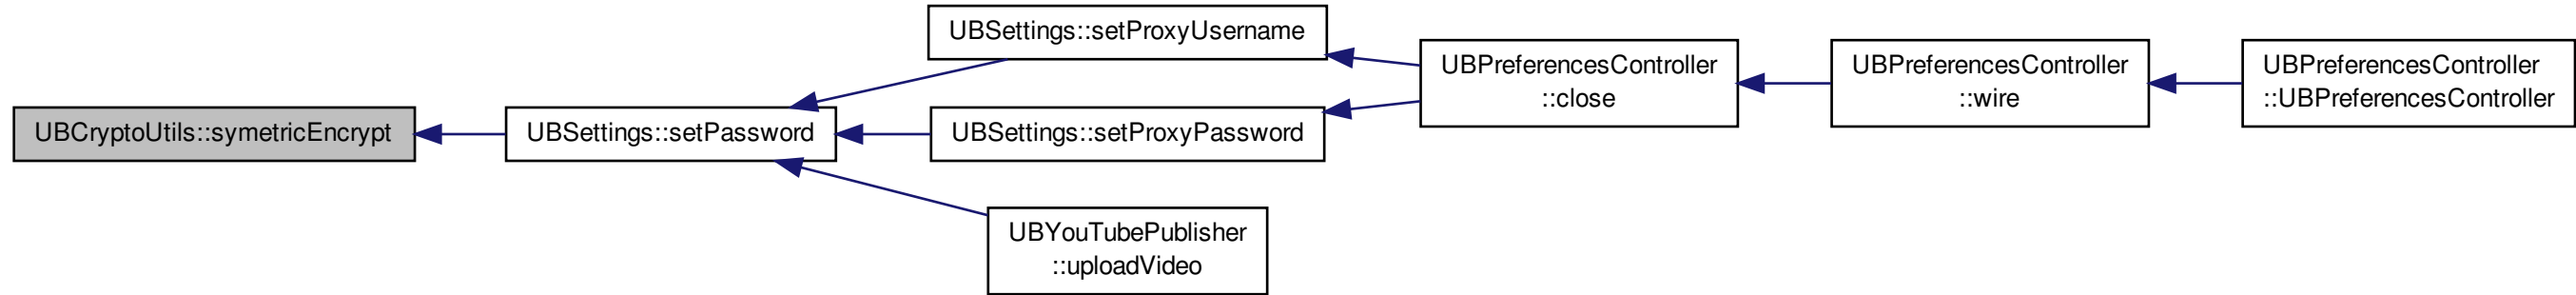 UBCryptoUtils::symetricEncrypt
UBSettings::setPassword
UBSettings::setProxyUsername
UBSettings::setProxyPassword
UBYouTubePublisher
::uploadVideo
UBPreferencesController
::close
UBPreferencesController
::wire
UBPreferencesController
::UBPreferencesController